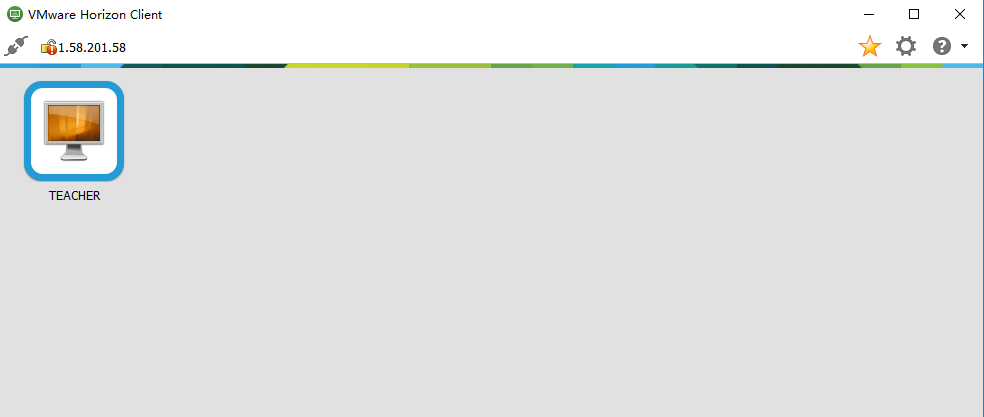 VMware Horizon Client
1.58.201.58
TEACHER